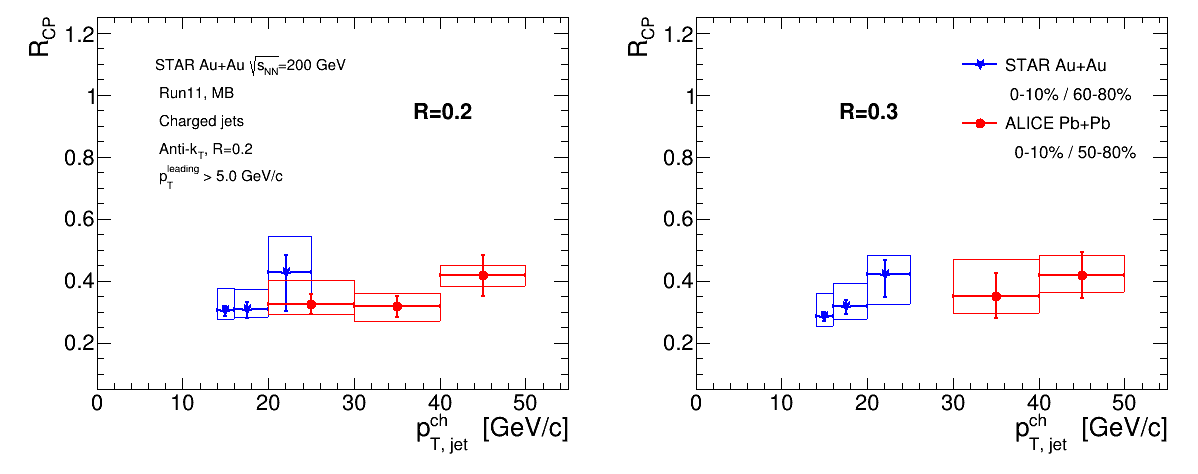 R_CP
1.2
1
0.8
0.6
0.4
0.2
0 10 20 30 40 50
p_{T, jet}^{ch} [GeV/c]
STAR Au+Au √s_NN=200 GeV
Run11, MB
Charged jets
Anti-k_T, R=0.2
p_T^{leading} > 5.0 GeV/c
R=0.2
R_CP
1.2
1
0.8
0.6
0.4
0.2
0 10 20 30 40 50
p_{T, jet}^{ch} [GeV/c]
R=0.3
STAR Au+Au
0-10% / 60-80%
ALICE Pb+Pb
0-10% / 50-80%